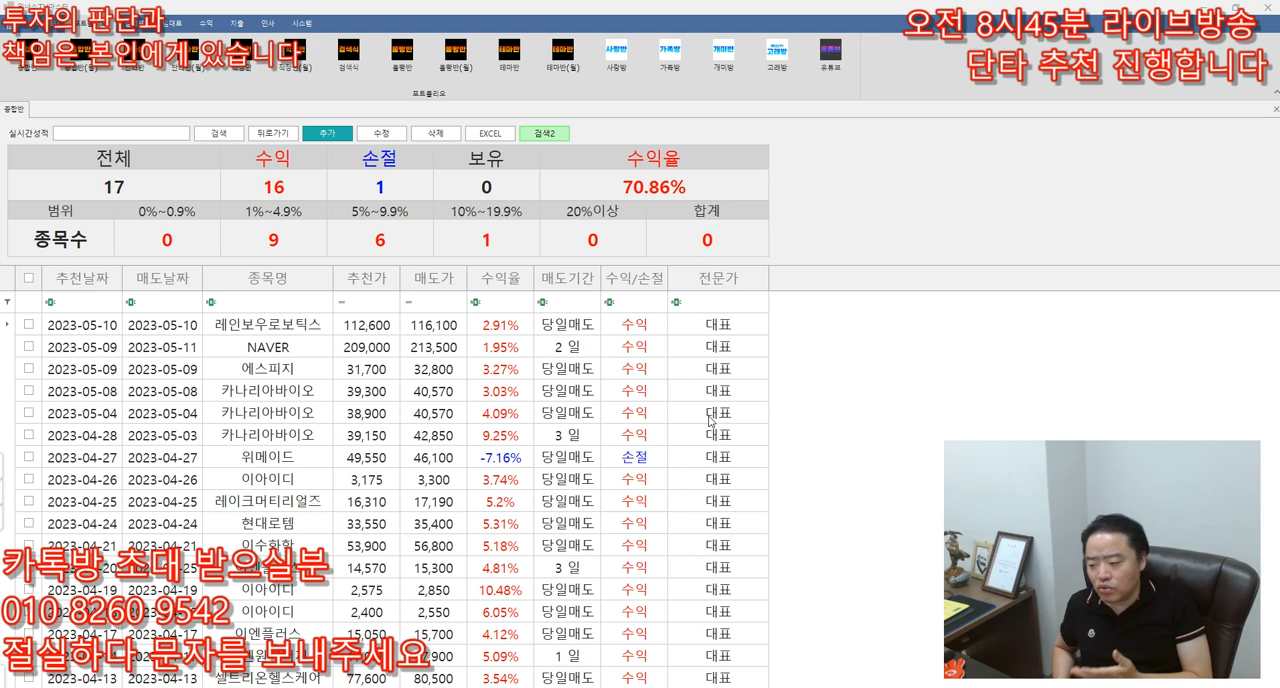 투자의 판단과
책임은 본인에게 있습니다
오전 8시45분 라이브방송
단타 추천 진행합니다
수익 지출 인사 시스템
검색식 풀빵반 풀빵반(월) 테마반 테마반(월) 사랑방 가족방 개미방 고래방 유튜브
포트폴리오
종합반
실시간성적 검색 뒤로가기 추가 수정 삭제 EXCEL 검색2
전체 수익 손절 보유 수익율
17 16 1 0 70.86%
범위 0%~0.9% 1%~4.9% 5%~9.9% 10%~19.9% 20%이상 합계
종목수 0 9 6 1 0 0
추천날짜 매도날짜 종목명 추천가 매도가 수익율 매도기간 수익/손절 전문가
2023-05-10 2023-05-10 레인보우로보틱스 112,600 116,100 2.91% 당일매도 수익 대표
2023-05-09 2023-05-11 NAVER 209,000 213,500 1.95% 2 일 수익 대표
2023-05-09 2023-05-09 에스피지 31,700 32,800 3.27% 당일매도 수익 대표
2023-05-08 2023-05-08 카나리아바이오 39,300 40,570 3.03% 당일매도 수익 대표
2023-05-04 2023-05-04 카나리아바이오 38,900 40,570 4.09% 당일매도 수익 대표
2023-04-28 2023-05-03 카나리아바이오 39,150 42,850 9.25% 3 일 수익 대표
2023-04-27 2023-04-27 위메이드 49,550 46,100 -7.16% 당일매도 손절 대표
2023-04-26 2023-04-26 이아이디 3,175 3,300 3.74% 당일매도 수익 대표
2023-04-25 2023-04-25 레이크머티리얼즈 16,310 17,190 5.2% 당일매도 수익 대표
2023-04-24 2023-04-24 현대로템 33,550 35,400 5.31% 당일매도 수익 대표
이수화학 53,900 56,800 5.18% 당일매도 수익 대표
14,570 15,300 4.81% 3 일 수익 대표
이아이디 2,575 2,850 10.48% 당일매도 수익 대표
이아이디 2,400 2,550 6.05% 당일매도 수익 대표
이엔플러스 15,050 15,700 4.12% 당일매도 수익 대표
5.09% 1 일 수익 대표
2023-04-13 2023-04-13 셀트리온헬스케어 77,600 80,500 3.54% 당일매도 수익 대표
카톡방 초대 받으실분
010 8260 9542
절실하다 문자를 보내주세요